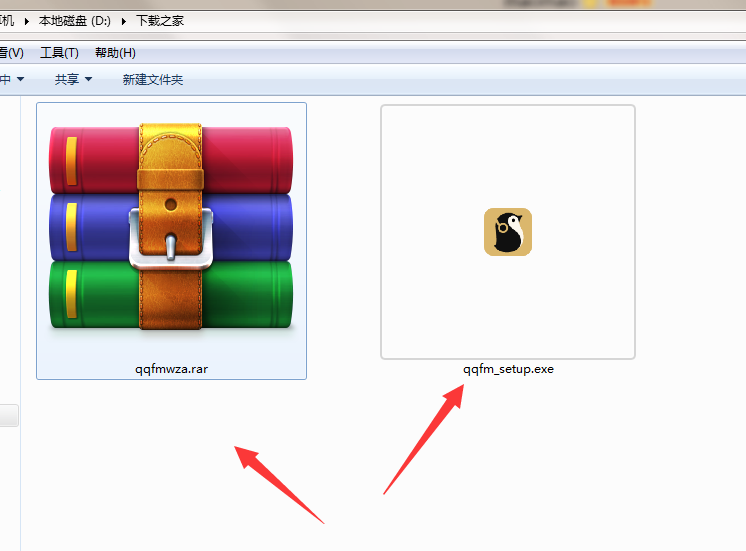 机 ▸ 本地磁盘 (D:) ▸ 下载之家
看(V) 工具(T) 帮助(H)
中 共享 新建文件夹
qqfmwza.rar
qqfm_setup.exe